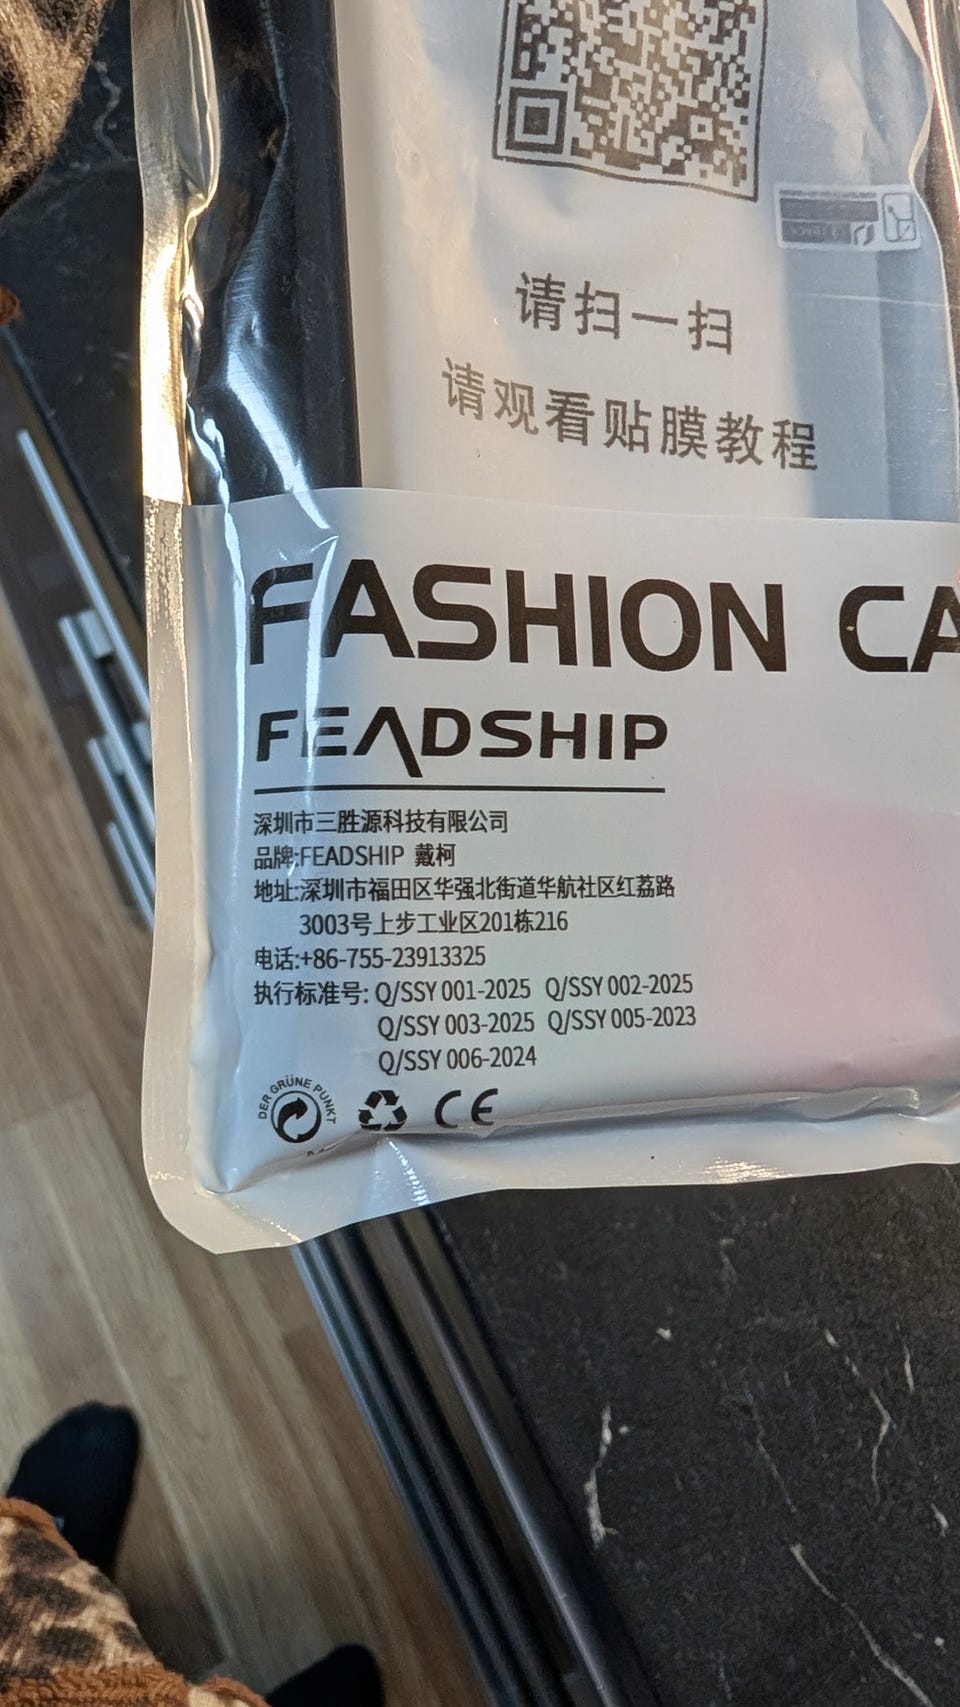 请扫一扫
请观看贴膜教程
FASHION CA
FEADSHIP
深圳市三胜源科技有限公司
品牌:FEADSHIP 戴柯
地址:深圳市福田区华强北街道华航社区红荔路
3003号上步工业区201栋216
电话:+86-755-23913325
执行标准号: Q/SSY 001-2025 Q/SSY 002-2025
Q/SSY 003-2025 Q/SSY 005-2023
Q/SSY 006-2024
DER GRÜNE PUNKT
CE